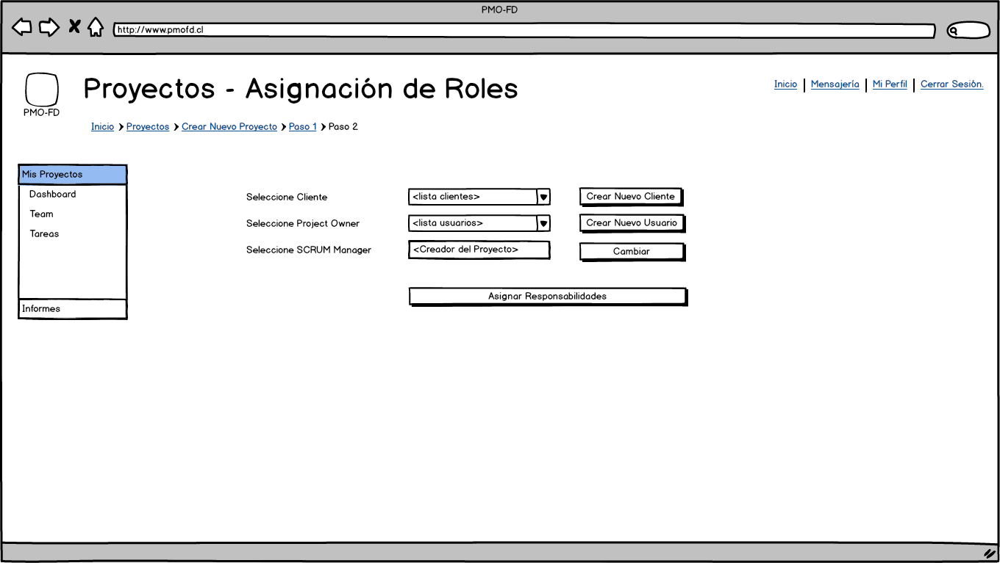 PMO-FD
http://www.pmofd.cl
PMO-FD
Proyectos - Asignación de Roles
Inicio | Mensajería | Mi Perfil | Cerrar Sesión.
Inicio > Proyectos > Crear Nuevo Proyecto > Paso 1 > Paso 2
Mis Proyectos
Dashboard
Team
Tareas
Informes
Seleccione Cliente <lista clientes> Crear Nuevo Cliente
Seleccione Project Owner <lista usuarios> Crear Nuevo Usuario
Seleccione SCRUM Manager <Creador del Proyecto> Cambiar
Asignar Responsabilidades